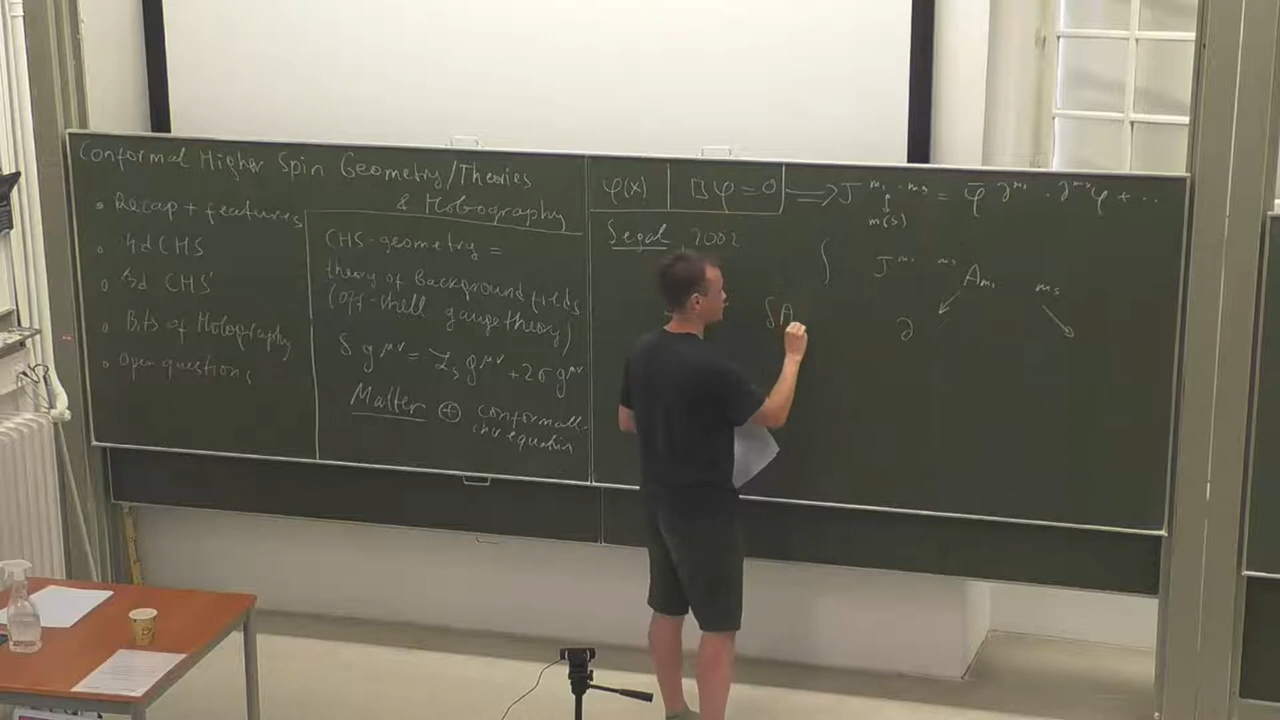 Conformal Higher Spin Geometry/Theories
& Holography
• Recap + features
• 4d CHS
• 3d CHS
• Bits of Holography
• Open questions
CHS-geometry =
theory of background fields
(off-shell gauge theory)
δ g^{μν} = ℒ_ξ g^{μν} + 2σ g^{μν}
Matter ⊕ conformally
inv equation
φ(x) | □φ = 0 ⟹ J^{m_1...m_s} = φ̄ ∂^{m_1} . ∂^{m_s} φ + ...
m(s)
Segal, 2002
∫ J^{m_1 m_s} A_{m_1 m_s}
δA
∂